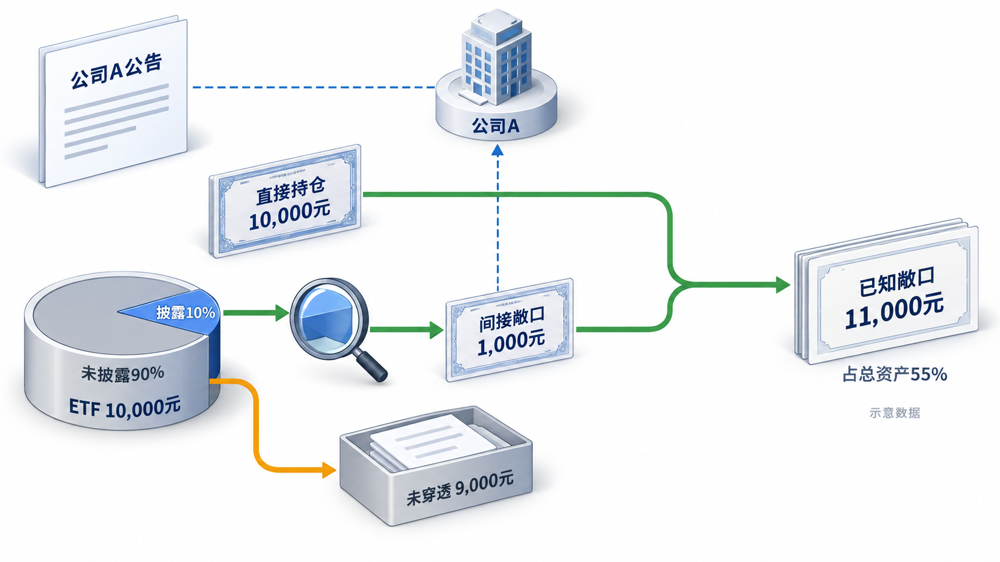 公司A公告
公司A
直接持仓
10,000元
披露10%
未披露90%
ETF 10,000元
间接敞口
1,000元
已知敞口
11,000元
占总资产55%
示意数据
未穿透 9,000元